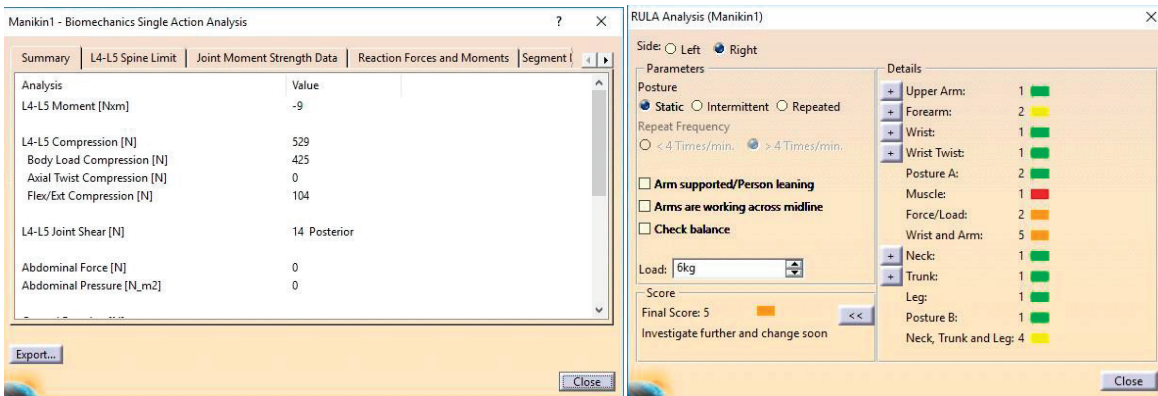 Manikin1 - Biomechanics Single Action Analysis
Summary L4-L5 Spine Limit Joint Moment Strength Data Reaction Forces and Moments Segment
Analysis Value
L4-L5 Moment [Nxm] -9
L4-L5 Compression [N] 529
Body Load Compression [N] 425
Axial Twist Compression [N] 0
Flex/Ext Compression [N] 104
L4-L5 Joint Shear [N] 14 Posterior
Abdominal Force [N] 0
Abdominal Pressure [N_m2] 0
Export...
Close
RULA Analysis (Manikin1)
Side: Left Right
Parameters
Posture
Static Intermittent Repeated
Repeat Frequency
< 4 Times/min. > 4 Times/min.
Arm supported/Person leaning
Arms are working across midline
Check balance
Load: 6kg
Score
Final Score: 5
Investigate further and change soon
<<
Details
+ Upper Arm: 1
+ Forearm: 2
+ Wrist: 1
+ Wrist Twist: 1
Posture A: 2
Muscle: 1
Force/Load: 2
Wrist and Arm: 5
+ Neck: 1
+ Trunk: 1
Leg: 1
Posture B: 1
Neck, Trunk and Leg: 4
Close